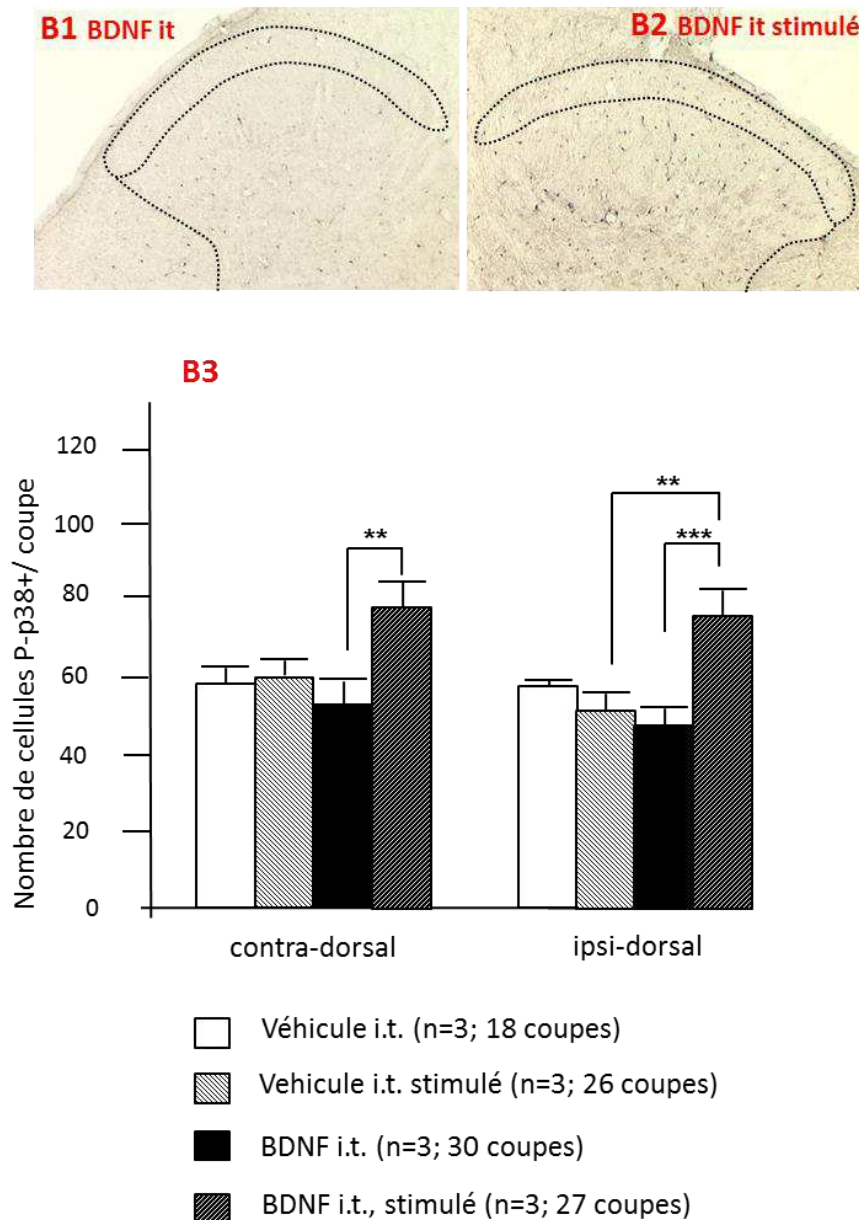 B1 BDNF it
B2 BDNF it stimulé
B3
Nombre de cellules P-p38+/ coupe
120
100
80
60
40
20
0
**
**
***
contra-dorsal
ipsi-dorsal
Véhicule i.t. (n=3; 18 coupes)
Vehicule i.t. stimulé (n=3; 26 coupes)
BDNF i.t. (n=3; 30 coupes)
BDNF i.t., stimulé (n=3; 27 coupes)